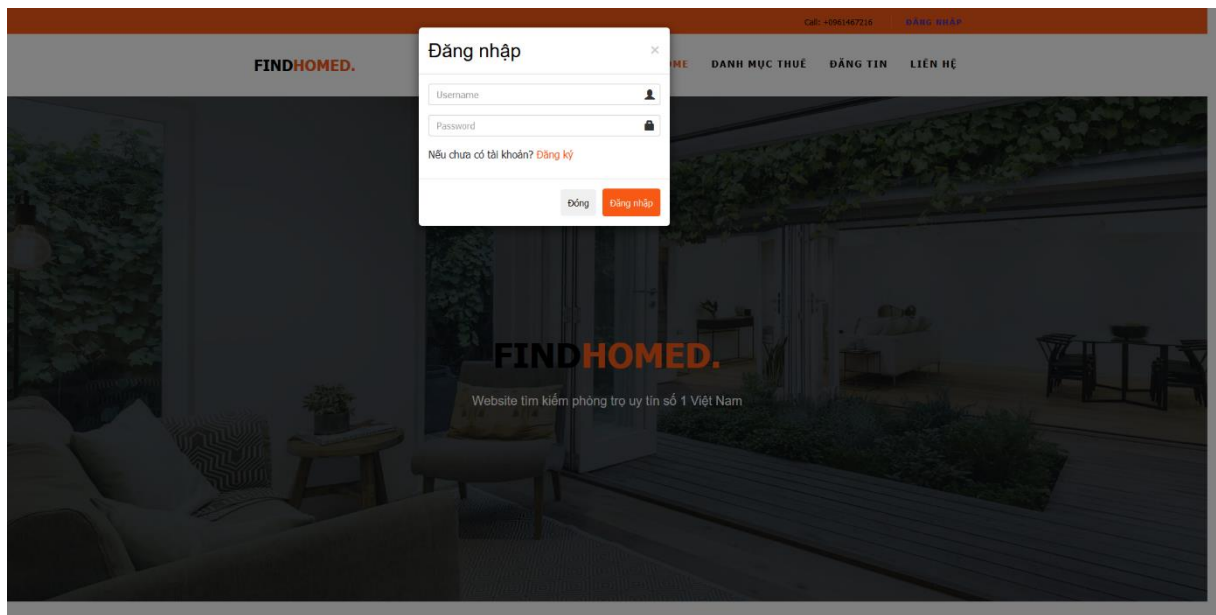 Call: +0961467216 ĐĂNG NHẬP
FINDHOMED.
DANH MỤC THUÊ ĐĂNG TIN LIÊN HỆ
Đăng nhập ×
Username
Password
Nếu chưa có tài khoản? Đăng ký
Đóng Đăng nhập
FINDHOMED.
Website tìm kiếm phòng trọ uy tín số 1 Việt Nam